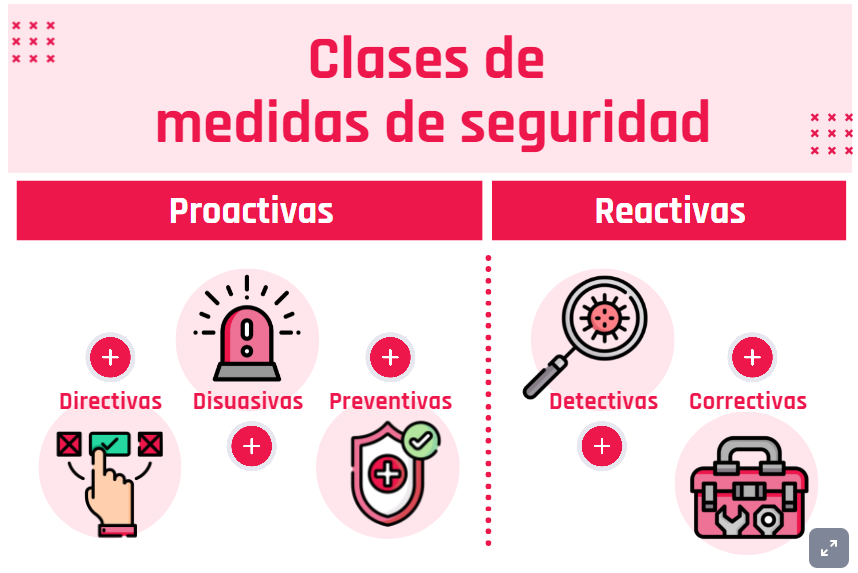 Clases de
medidas de seguridad
Proactivas
Reactivas
Directivas
Disuasivas
Preventivas
Detectivas
Correctivas